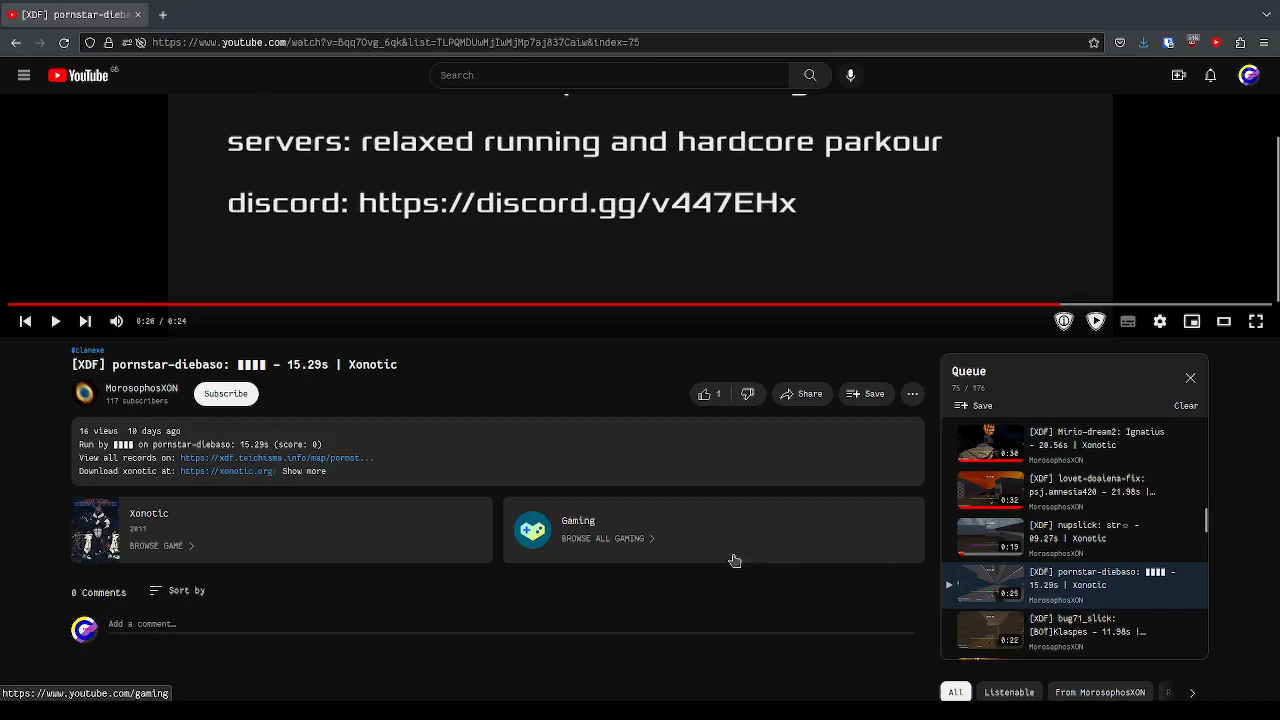 [XDF] pornstar-dieba
https://www.youtube.com/watch?v=Bqq7Ovg_6qk&list=TLPQMDUwMjIwMjMp7aj837Caiw&index=75
YouTube GB
Search
servers: relaxed running and hardcore parkour
discord: https://discord.gg/v447EHx
0:20 / 0:24
#clanexe
[XDF] pornstar-diebaso: ▮▮▮▮ – 15.29s | Xonotic
MorosophosXON
117 subscribers
Subscribe
1
Share
Save
16 views 10 days ago
Run by ▮▮▮▮ on pornstar-diebaso: 15.29s (score: 0)
View all records on: https://xdf.teichisma.info/map/pornst...
Download xonotic at: https://xonotic.org/ Show more
Xonotic
2011
BROWSE GAME
Gaming
BROWSE ALL GAMING
0 Comments
Sort by
Add a comment…
Queue
75 / 176
Save
Clear
[XDF] Mirio-dream2: Ignatius
– 20.56s | Xonotic
MorosophosXON
0:30
[XDF] lovet-doaiena-fix:
psj.amnesia420 – 21.98s |…
MorosophosXON
0:32
[XDF] nupslick: str☼ –
09.27s | Xonotic
MorosophosXON
0:19
[XDF] pornstar-diebaso: ▮▮▮▮ –
15.29s | Xonotic
MorosophosXON
0:25
[XDF] bug71_slick:
[BOT]Klaspes – 11.98s |…
MorosophosXON
0:22
All
Listenable
From MorosophosXON
R
https://www.youtube.com/gaming